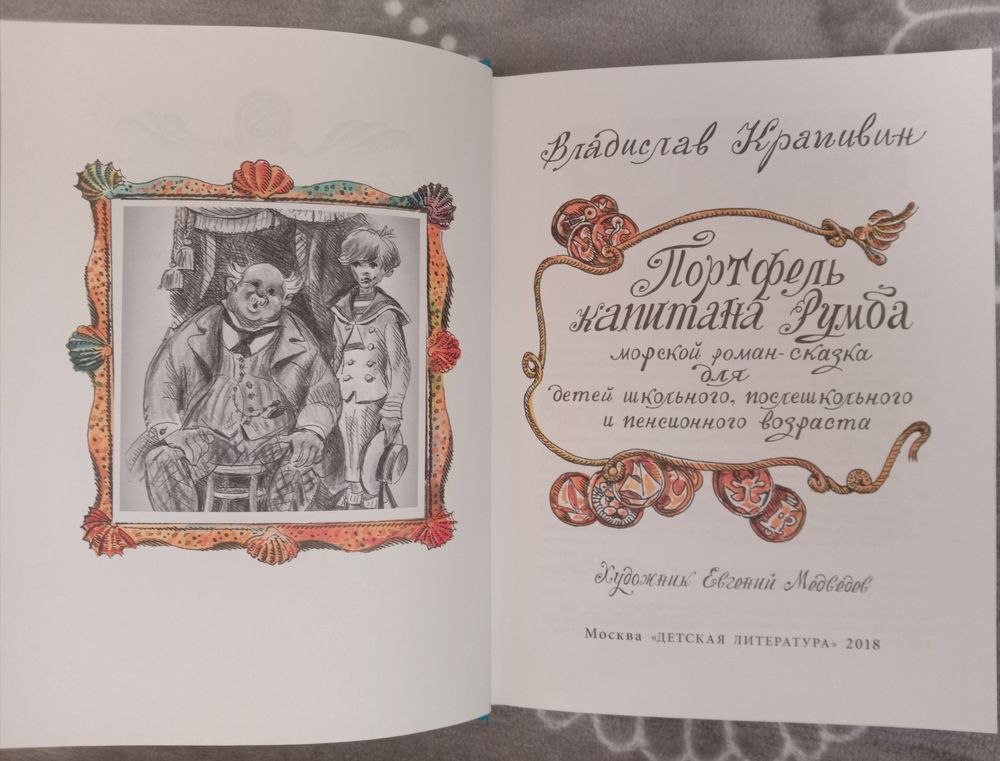 Владислав Крапивин
Портфель
капитана Румба
морской роман-сказка
для
детей школьного, послешкольного
и пенсионного возраста
Художник Евгений Медведев
Москва «ДЕТСКАЯ ЛИТЕРАТУРА» 2018